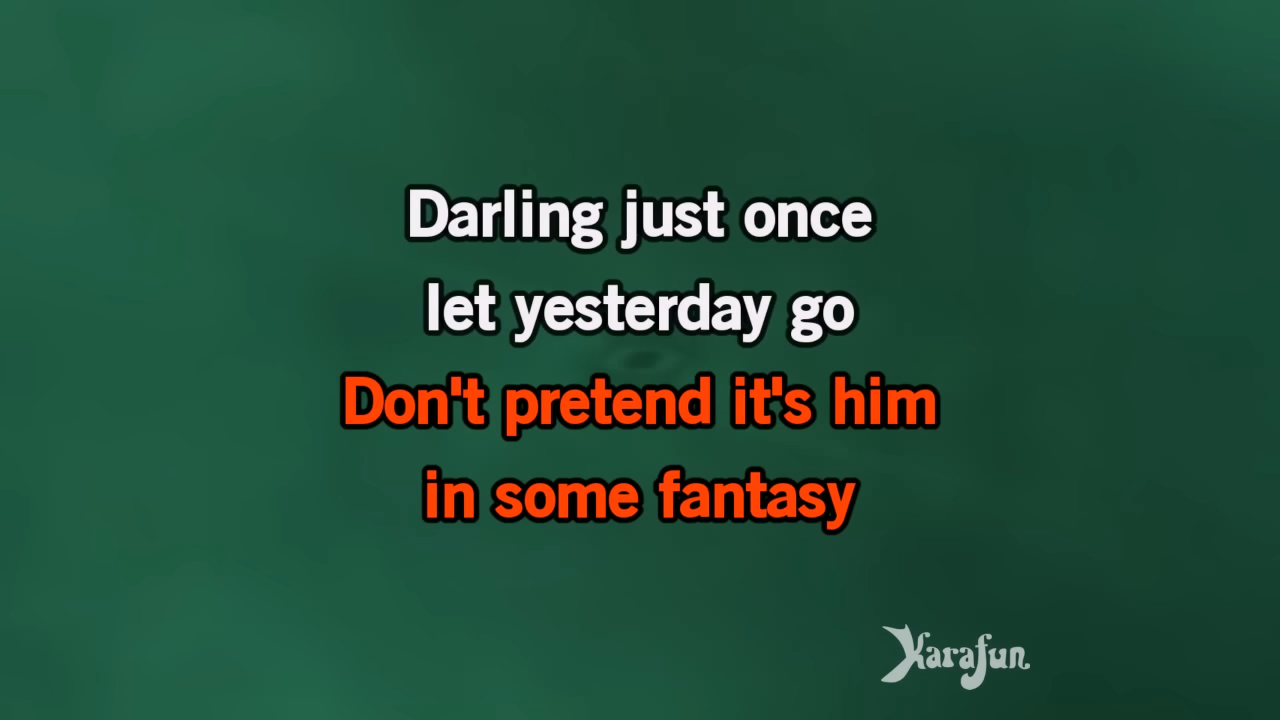 Darling just once
let yesterday go
Don't pretend it's him
in some fantasy
Karafun